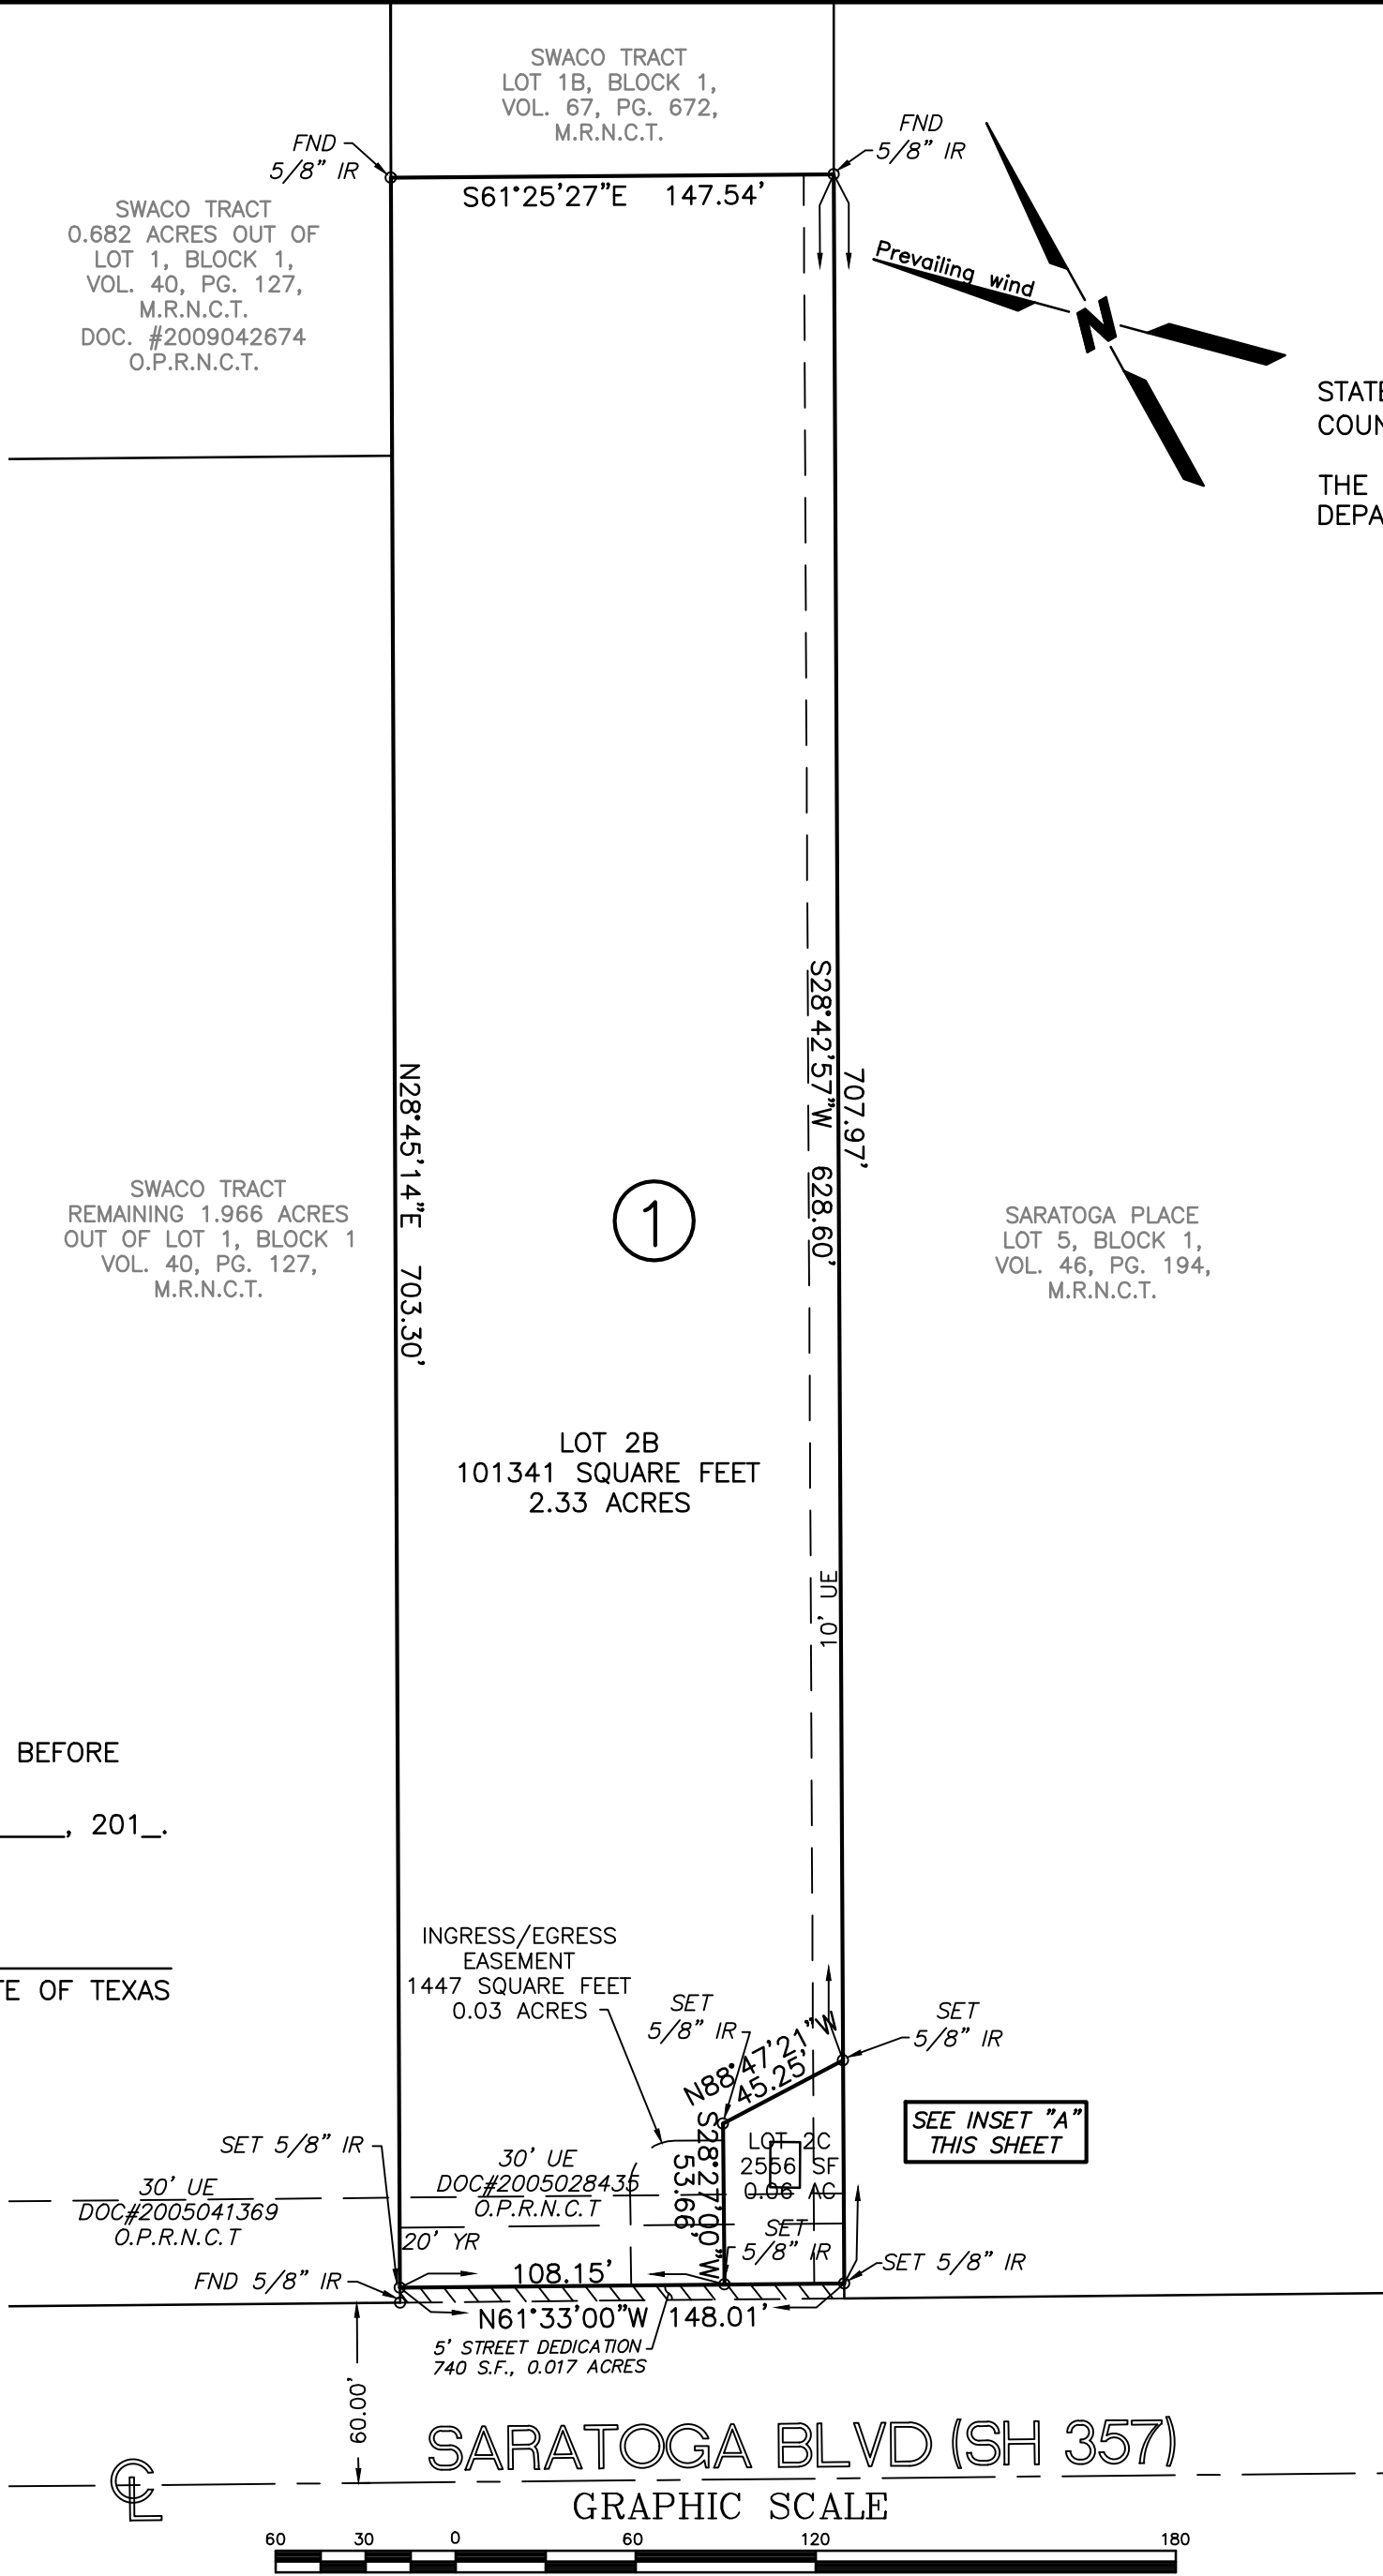 SWACO TRACT
LOT 1B, BLOCK 1,
VOL. 67, PG. 672,
M.R.N.C.T.
FND
5/8" IR
FND
5/8" IR
S61°25'27"E 147.54'
SWACO TRACT
0.682 ACRES OUT OF
LOT 1, BLOCK 1,
VOL. 40, PG. 127,
M.R.N.C.T.
DOC. #2009042674
O.P.R.N.C.T.
Prevailing wind
N
STATE
COUN
THE
DEPA
S28°42'57"W 628.60'
707.97'
N28°45'14"E 703.30'
1
SWACO TRACT
REMAINING 1.966 ACRES
OUT OF LOT 1, BLOCK 1
VOL. 40, PG. 127,
M.R.N.C.T.
SARATOGA PLACE
LOT 5, BLOCK 1,
VOL. 46, PG. 194,
M.R.N.C.T.
LOT 2B
101341 SQUARE FEET
2.33 ACRES
10' UE
BEFORE
____, 201_.
TE OF TEXAS
INGRESS/EGRESS
EASEMENT
1447 SQUARE FEET
0.03 ACRES
SET
5/8" IR
N88°47'21"W
45.25'
SET
5/8" IR
SEE INSET "A"
THIS SHEET
S28°27'00"W
53.66'
LOT 2C
2556 SF
0.06 AC
SET 5/8" IR
30' UE
DOC#2005028435
O.P.R.N.C.T
30' UE
DOC#2005041369
O.P.R.N.C.T
20' YR
SET
5/8" IR
SET 5/8" IR
FND 5/8" IR
108.15'
N61°33'00"W 148.01'
5' STREET DEDICATION
740 S.F., 0.017 ACRES
60.00'
SARATOGA BLVD (SH 357)
CL
GRAPHIC SCALE
60 30 0 60 120 180